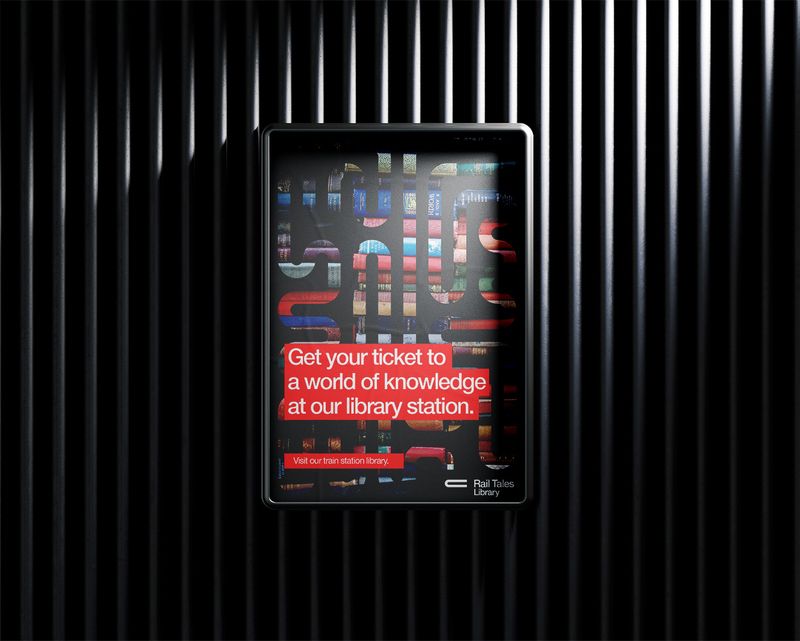 Get your ticket to
a world of knowledge
at our library station.
Visit our train station library.
Rail Tales
Library